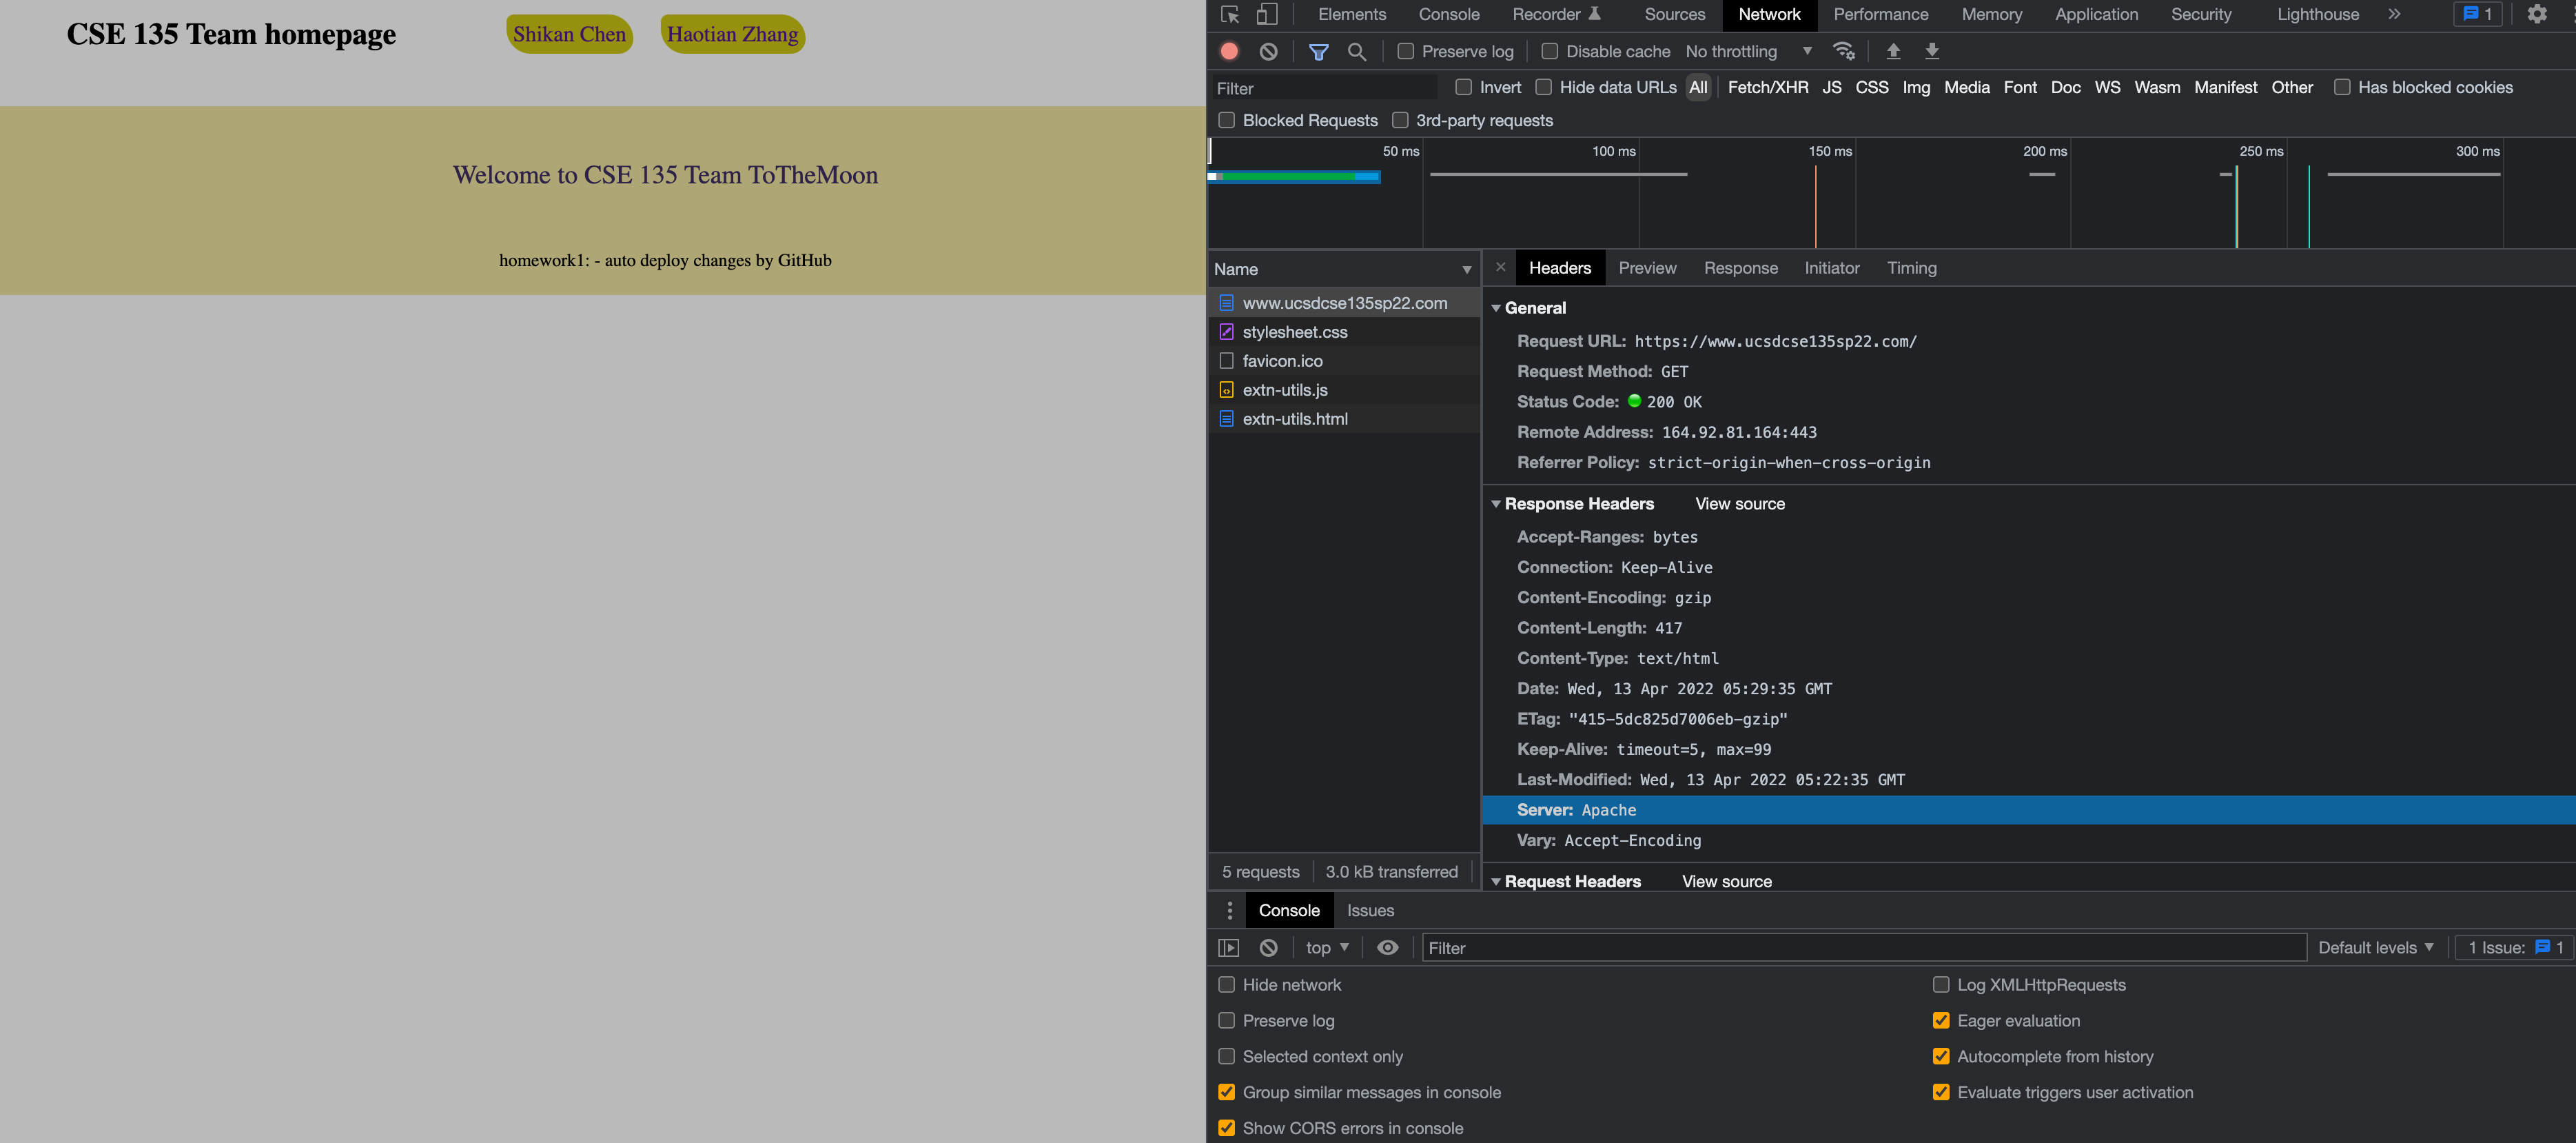 CSE 135 Team homepage
Shikan Chen
Haotian Zhang
Welcome to CSE 135 Team ToTheMoon
homework1: - auto deploy changes by GitHub
Elements Console Recorder Sources Network Performance Memory Application Security Lighthouse 1
Preserve log Disable cache No throttling
Filter Invert Hide data URLs All Fetch/XHR JS CSS Img Media Font Doc WS Wasm Manifest Other Has blocked cookies
Blocked Requests 3rd-party requests
50 ms 100 ms 150 ms 200 ms 250 ms 300 ms
Name
www.ucsdcse135sp22.com
stylesheet.css
favicon.ico
extn-utils.js
extn-utils.html
5 requests 3.0 kB transferred
Headers Preview Response Initiator Timing
General
Request URL: https://www.ucsdcse135sp22.com/
Request Method: GET
Status Code: 200 OK
Remote Address: 164.92.81.164:443
Referrer Policy: strict-origin-when-cross-origin
Response Headers View source
Accept-Ranges: bytes
Connection: Keep-Alive
Content-Encoding: gzip
Content-Length: 417
Content-Type: text/html
Date: Wed, 13 Apr 2022 05:29:35 GMT
ETag: "415-5dc825d7006eb-gzip"
Keep-Alive: timeout=5, max=99
Last-Modified: Wed, 13 Apr 2022 05:22:35 GMT
Server: Apache
Vary: Accept-Encoding
Request Headers View source
Console Issues
top Filter Default levels 1 Issue: 1
Hide network
Preserve log
Selected context only
Group similar messages in console
Show CORS errors in console
Log XMLHttpRequests
Eager evaluation
Autocomplete from history
Evaluate triggers user activation